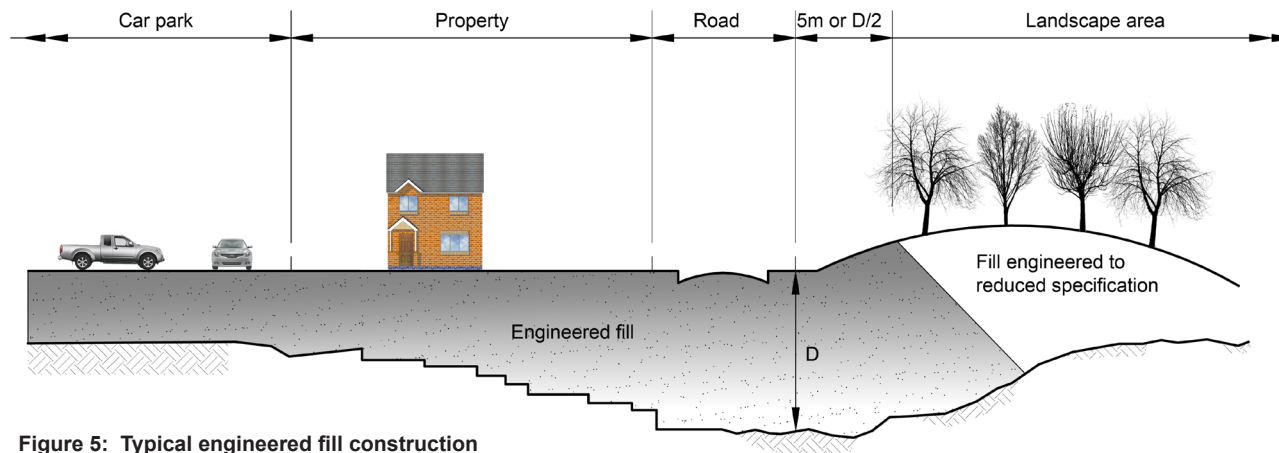 Car park
Property
Road
5m or D/2
Landscape area
Fill engineered to
reduced specification
Engineered fill
D
Figure 5: Typical engineered fill construction